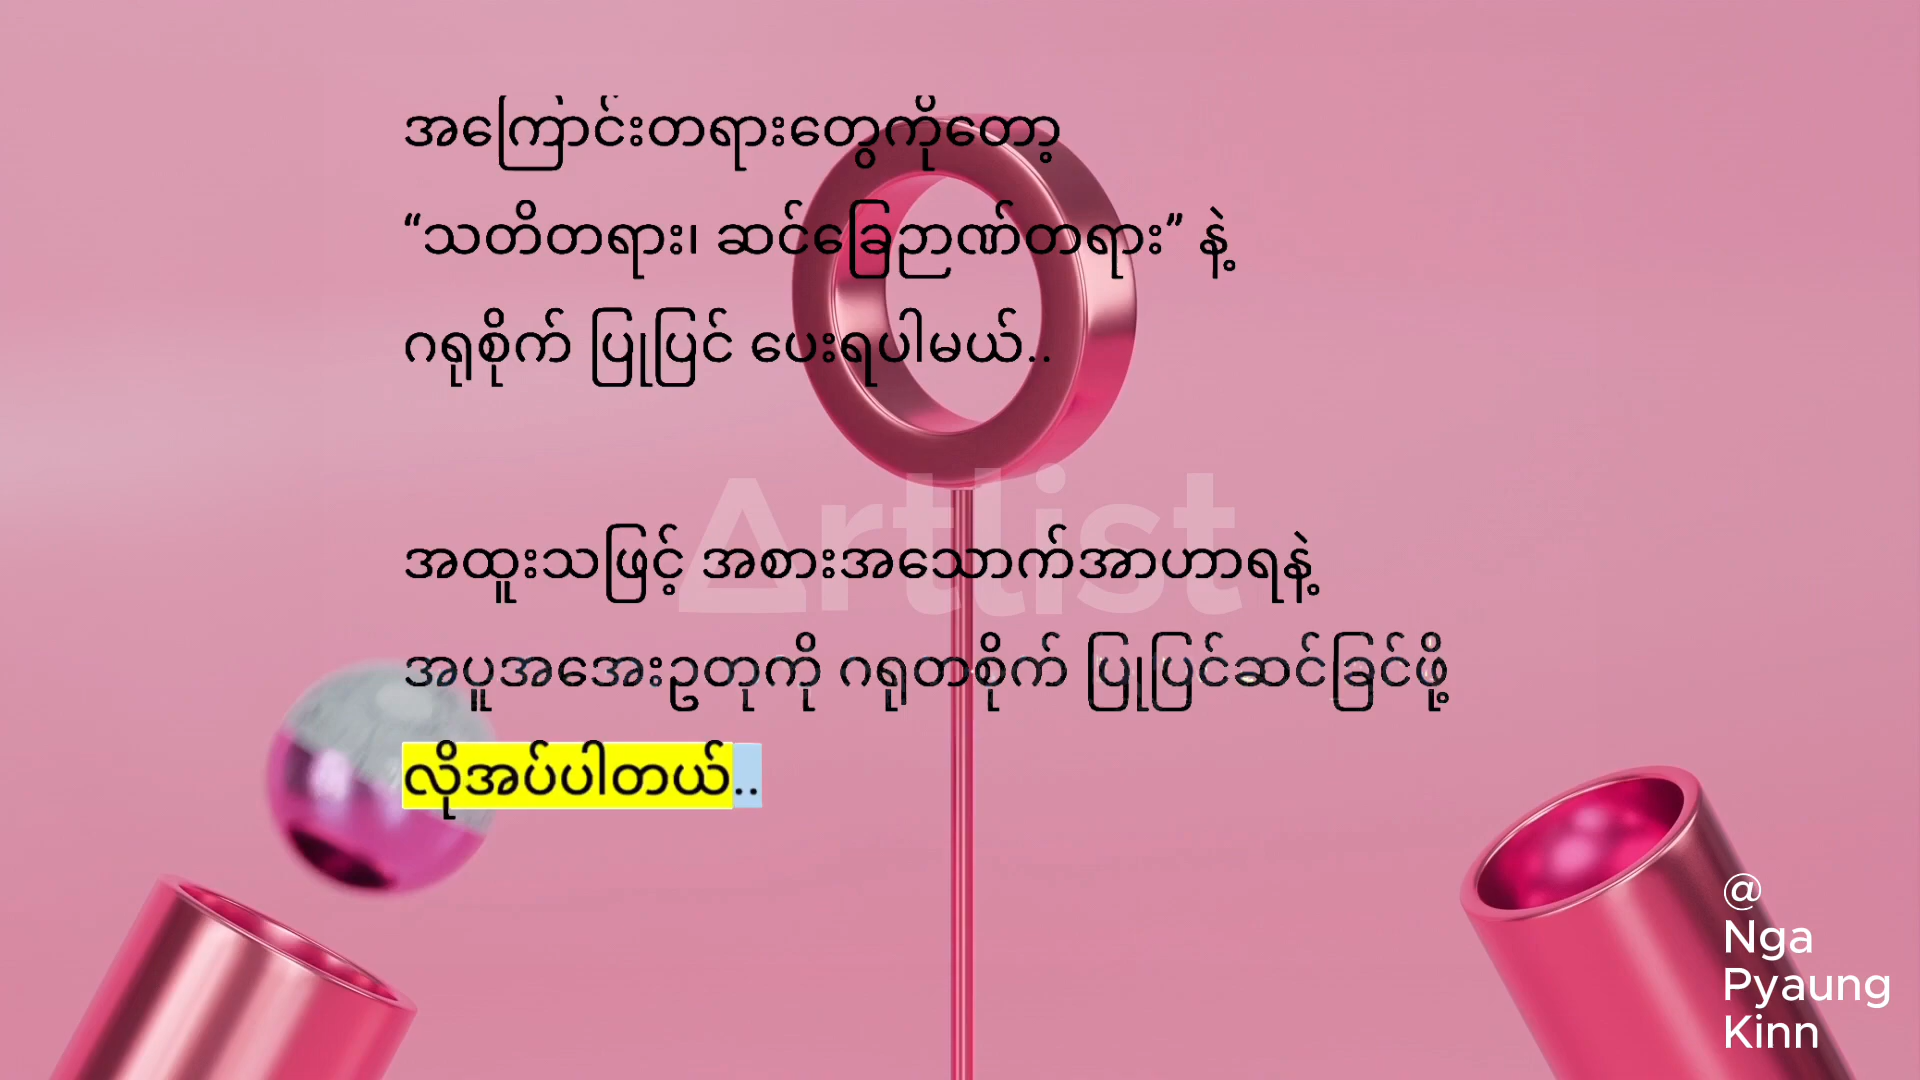 အကြောင်းတရားတွေကိုတော့
“သတိတရား၊ ဆင်ခြေဉာဏ်တရား” နဲ့
ဂရုစိုက် ပြုပြင် ပေးရပါမယ်..
Artlist
အထူးသဖြင့် အစားအသောက်အာဟာရနဲ့
အပူအအေးဥတုကို ဂရုတစိုက် ပြုပြင်ဆင်ခြင်ဖို့
လိုအပ်ပါတယ်..
@
Nga
Pyaung
Kinn